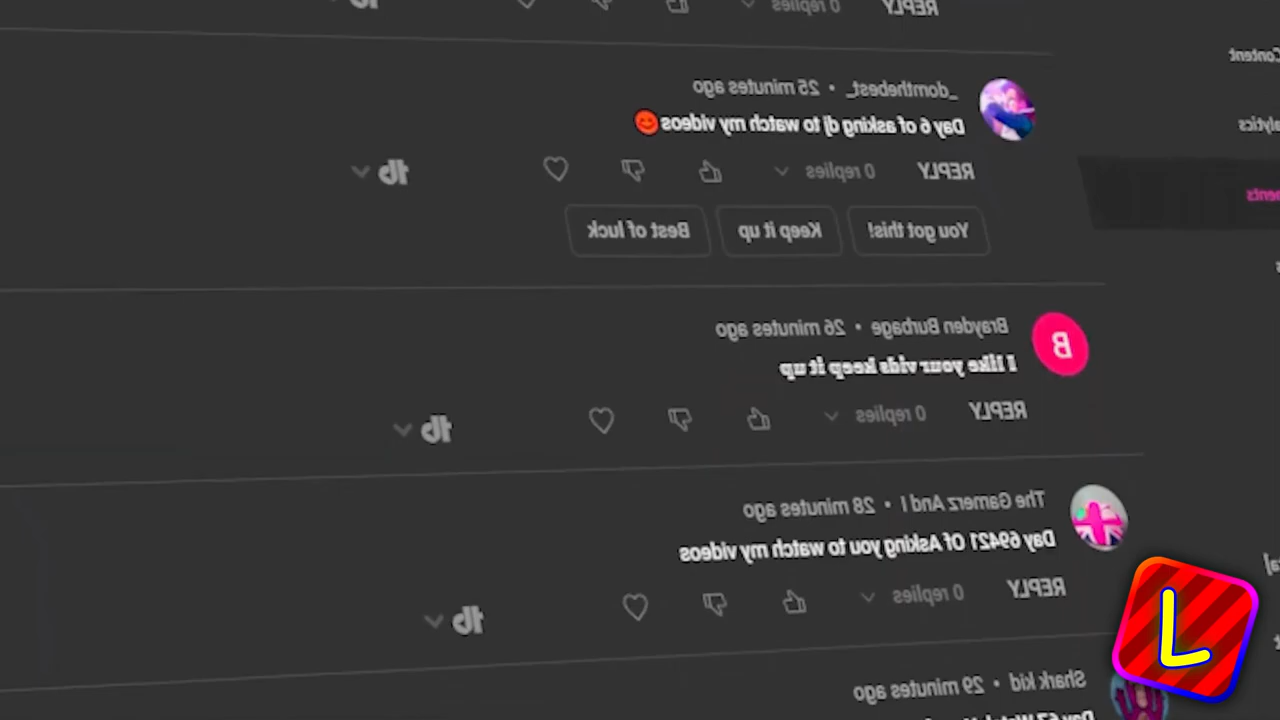 0 replies
REPLY
Content
_domthebest_ • 25 minutes ago
Day 6 of asking dj to watch my videos
REPLY
0 replies
You got this!
Keep it up
Best of luck
B
Brayden Burbage • 26 minutes ago
I like your vids keep it up
REPLY
0 replies
The Gamerz And I • 28 minutes ago
Day 69421 Of Asking you to watch my videos
REPLY
0 replies
Shark kid • 29 minutes ago
L